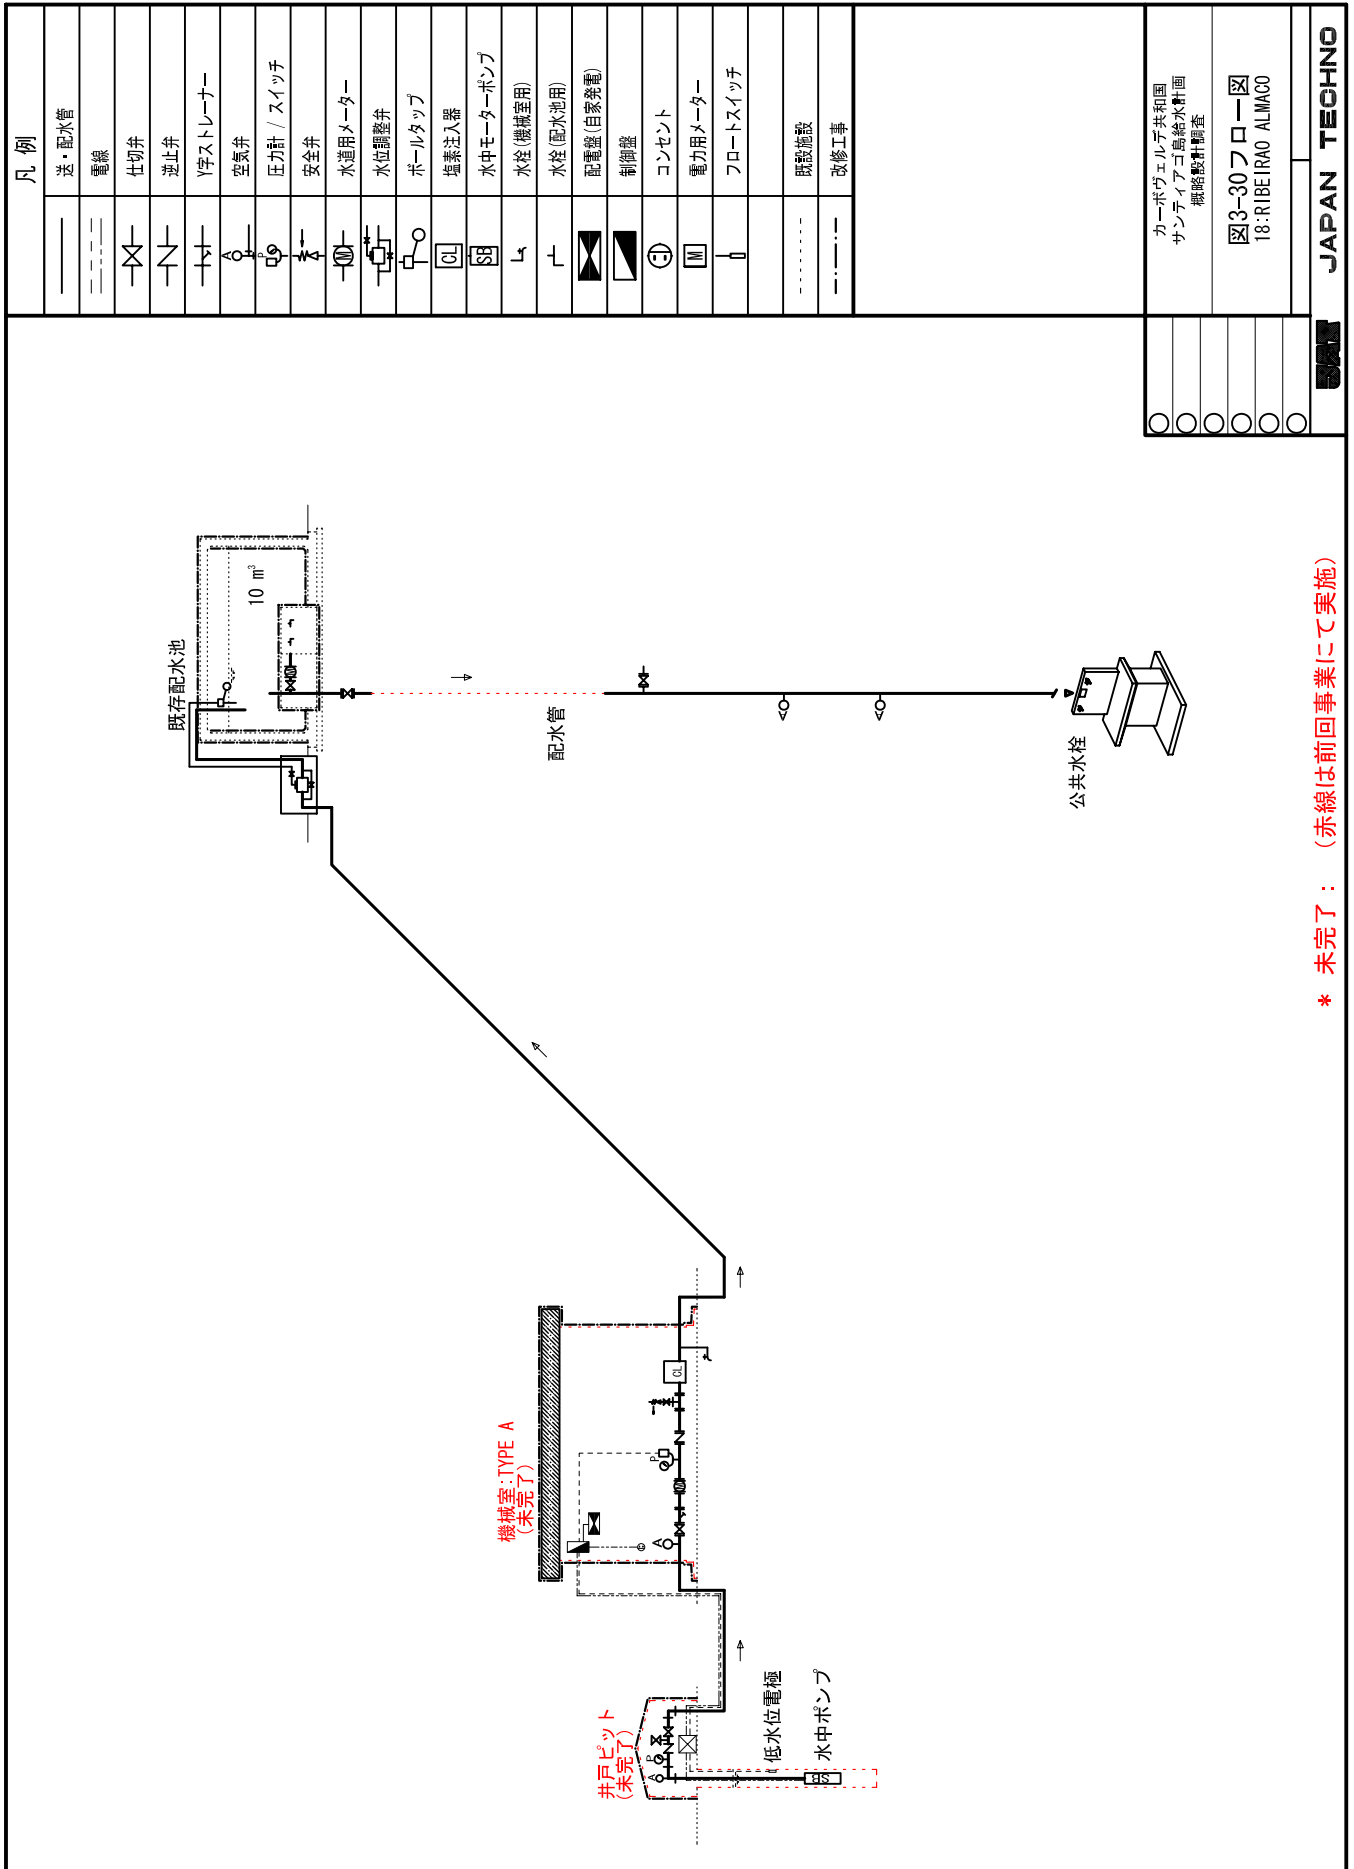 凡 例
送・配水管
電線
仕切弁
逆止弁
Y字ストレーナー
A
空気弁
P
圧力計 / スイッチ
安全弁
M
水道用メーター
水位調整弁
ボールタップ
CL
塩素注入器
SB
水中モーターポンプ
水栓(機械室用)
水栓(配水池用)
配電盤(自家発電)
制御盤
コンセント
M
電力用メーター
フロートスイッチ
既設施設
改修工事
カーボヴェルデ共和国
サンティアゴ島給水計画
概略設計調査
図3-30フロー図
18:RIBEIRAO ALMACO
JAPAN TECHNO
既存配水池
10 m³
配水管
A
A
公共水栓
機械室:TYPE A
(未完了)
A
P
CL
井戸ピット
(未完了)
A
P
低水位電極
水中ポンプ
SB
* 未完了 : (赤線は前回事業にて実施)